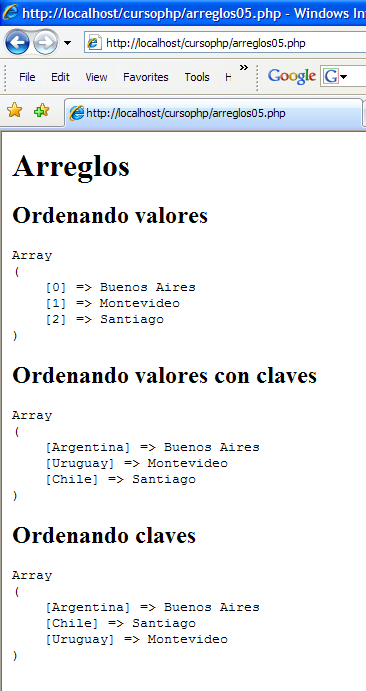 http://localhost/cursophp/arreglos05.php - Windows In
http://localhost/cursophp/arreglos05.php
File Edit View Favorites Tools H » Google G
http://localhost/cursophp/arreglos05.php
Arreglos
Ordenando valores
Array
(
    [0] => Buenos Aires
    [1] => Montevideo
    [2] => Santiago
)
Ordenando valores con claves
Array
(
    [Argentina] => Buenos Aires
    [Uruguay] => Montevideo
    [Chile] => Santiago
)
Ordenando claves
Array
(
    [Argentina] => Buenos Aires
    [Chile] => Santiago
    [Uruguay] => Montevideo
)